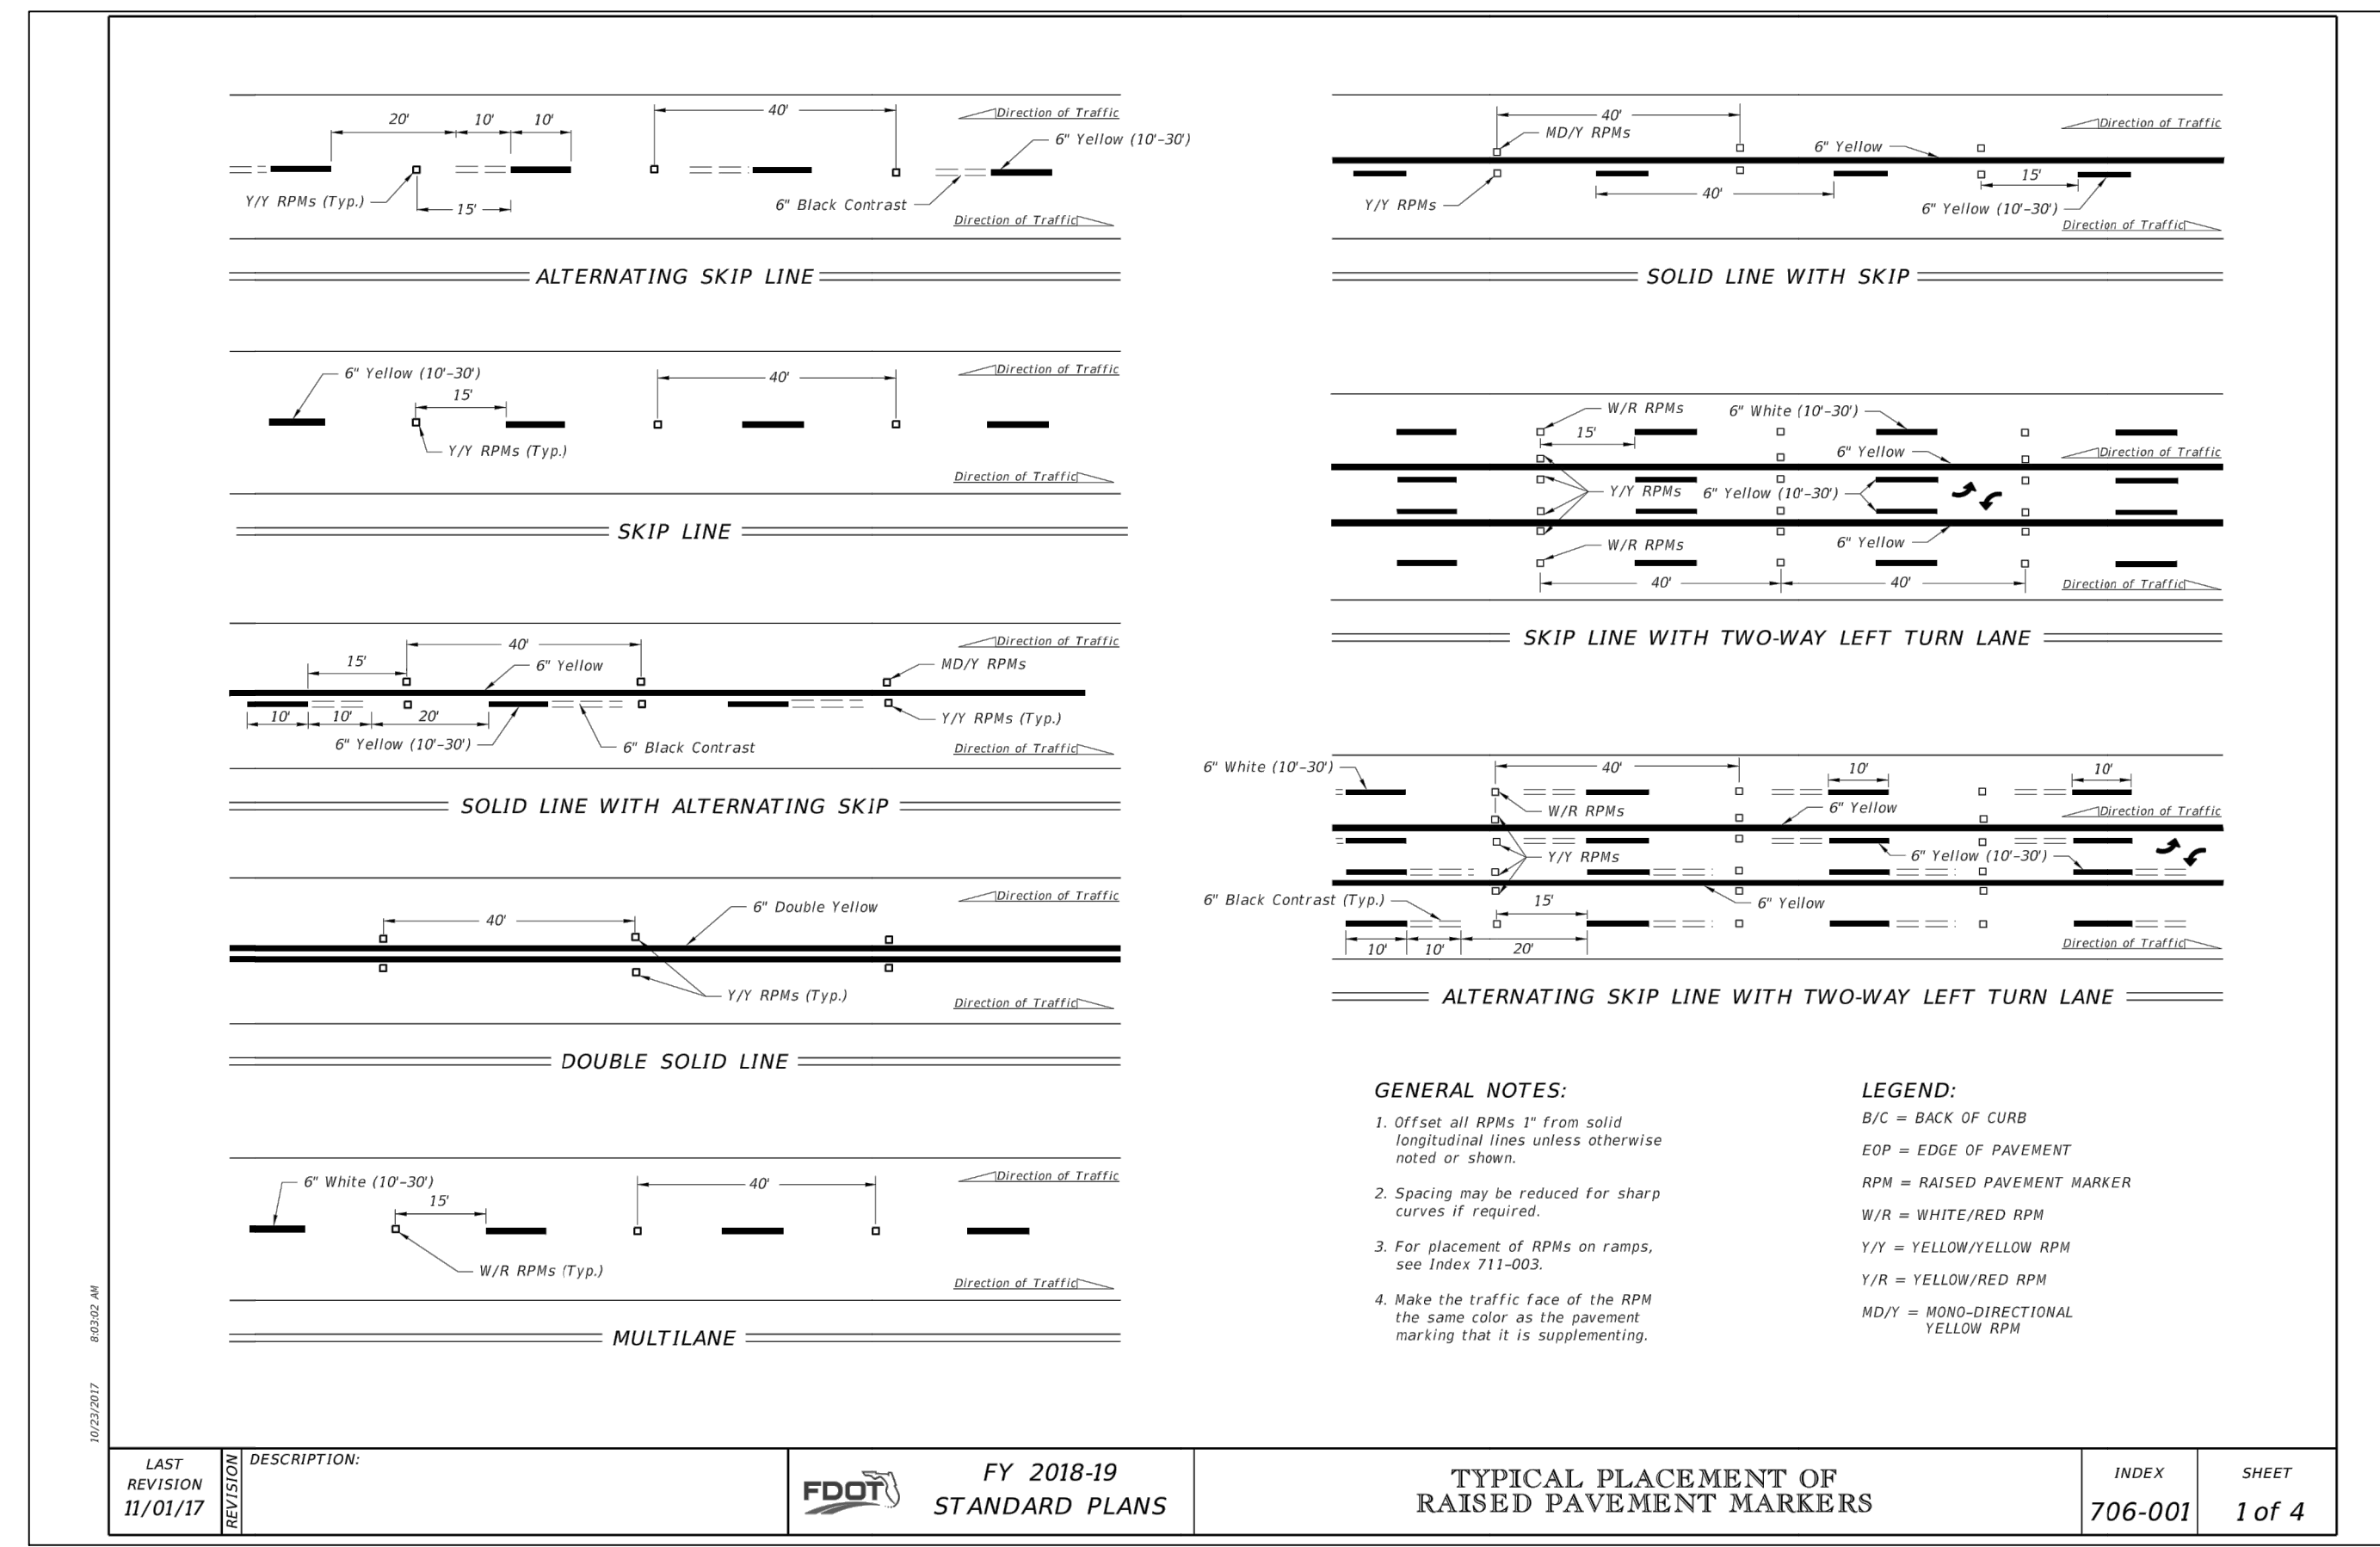 20' 10' 10' 40' Direction of Traffic
6" Yellow (10'-30')
Y/Y RPMs (Typ.) 15' 6" Black Contrast
Direction of Traffic
ALTERNATING SKIP LINE
6" Yellow (10'-30') 40' Direction of Traffic
15'
Y/Y RPMs (Typ.)
Direction of Traffic
SKIP LINE
40' Direction of Traffic
15' 6" Yellow MD/Y RPMs
10' 10' 20' Y/Y RPMs (Typ.)
6" Yellow (10'-30') 6" Black Contrast Direction of Traffic
SOLID LINE WITH ALTERNATING SKIP
Direction of Traffic
40' 6" Double Yellow
Y/Y RPMs (Typ.)
Direction of Traffic
DOUBLE SOLID LINE
6" White (10'-30') 40' Direction of Traffic
15'
W/R RPMs (Typ.)
Direction of Traffic
MULTILANE
40' Direction of Traffic
MD/Y RPMs 6" Yellow
15'
Y/Y RPMs 40' 6" Yellow (10'-30')
Direction of Traffic
SOLID LINE WITH SKIP
W/R RPMs 6" White (10'-30')
15' 6" Yellow Direction of Traffic
Y/Y RPMs 6" Yellow (10'-30')
W/R RPMs 6" Yellow
40' 40' Direction of Traffic
SKIP LINE WITH TWO-WAY LEFT TURN LANE
6" White (10'-30') 40' 10' 10'
W/R RPMs 6" Yellow Direction of Traffic
Y/Y RPMs 6" Yellow (10'-30')
6" Black Contrast (Typ.) 15' 6" Yellow
10' 10' 20' Direction of Traffic
ALTERNATING SKIP LINE WITH TWO-WAY LEFT TURN LANE
GENERAL NOTES:
1. Offset all RPMs 1" from solid
longitudinal lines unless otherwise
noted or shown.
2. Spacing may be reduced for sharp
curves if required.
3. For placement of RPMs on ramps,
see Index 711-003.
4. Make the traffic face of the RPM
the same color as the pavement
marking that it is supplementing.
LEGEND:
B/C = BACK OF CURB
EOP = EDGE OF PAVEMENT
RPM = RAISED PAVEMENT MARKER
W/R = WHITE/RED RPM
Y/Y = YELLOW/YELLOW RPM
Y/R = YELLOW/RED RPM
MD/Y = MONO-DIRECTIONAL
YELLOW RPM
10/23/2017 8:03:02 AM
LAST
REVISION
11/01/17
REVISION
DESCRIPTION:
FDOT
FY 2018-19
STANDARD PLANS
TYPICAL PLACEMENT OF
RAISED PAVEMENT MARKERS
INDEX
706-001
SHEET
1 of 4